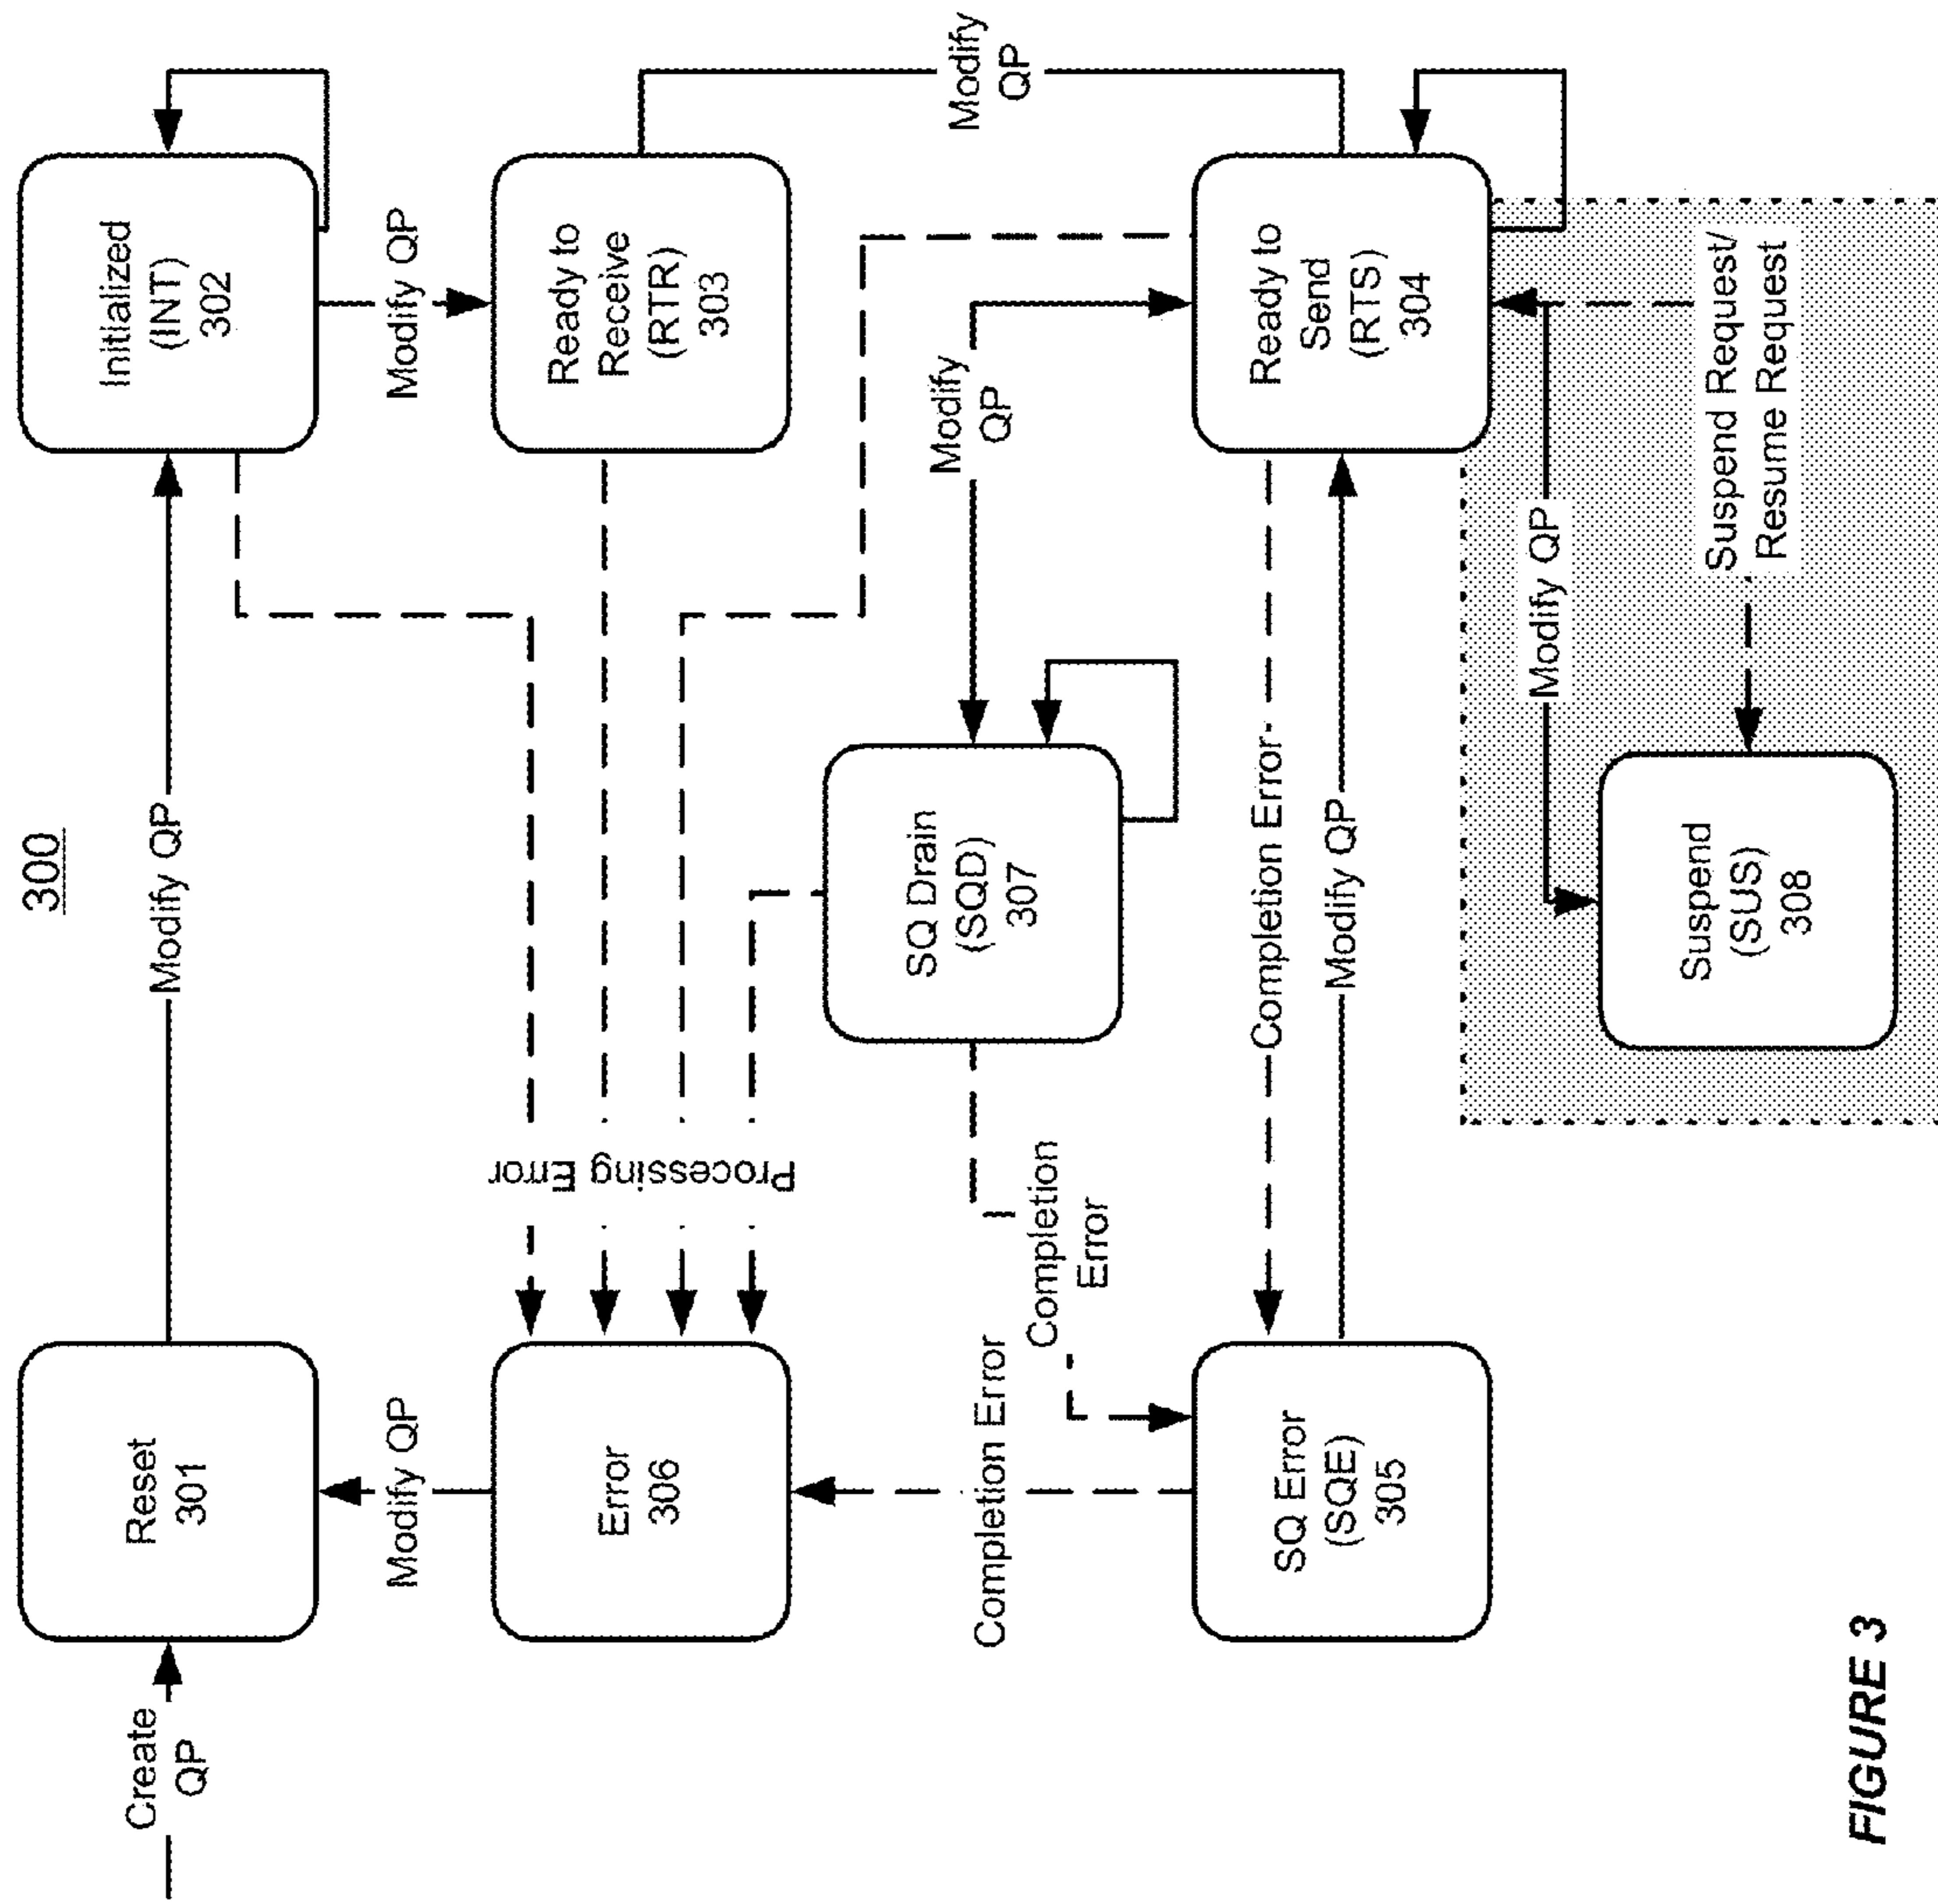 300
Create
QP
Reset
301
Modify QP
Initialized
(INT)
302
Modify QP
Modify QP
Error
306
Processing Error
Ready to
Receive
(RTR)
303
Completion Error
Completion
Error
SQ Drain
(SQD)
307
Modify
QP
Modify
QP
SQ Error
(SQE)
305
Completion Error
Modify QP
Ready to
Send
(RTS)
304
Modify QP
Suspend
(SUS)
308
Suspend Request/
Resume Request
FIGURE 3